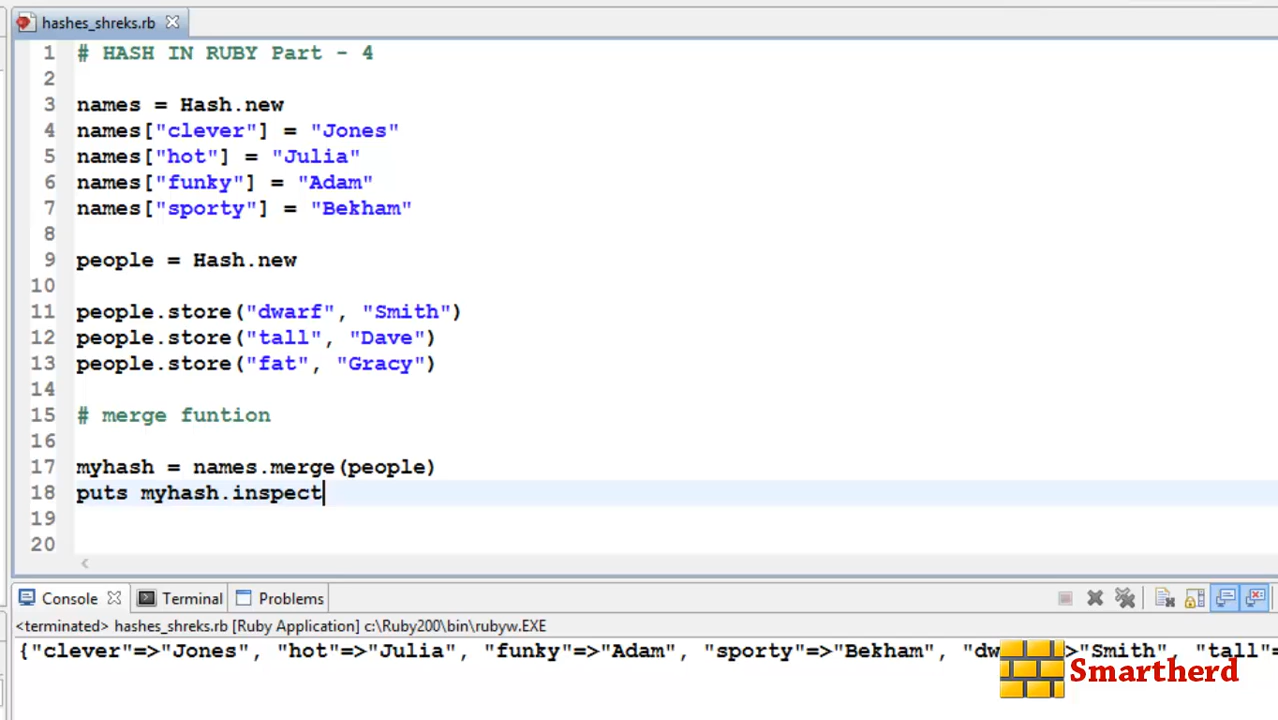 hashes_shreks.rb
1 # HASH IN RUBY Part - 4
2
3 names = Hash.new
4 names["clever"] = "Jones"
5 names["hot"] = "Julia"
6 names["funky"] = "Adam"
7 names["sporty"] = "Bekham"
8
9 people = Hash.new
10
11 people.store("dwarf", "Smith")
12 people.store("tall", "Dave")
13 people.store("fat", "Gracy")
14
15 # merge funtion
16
17 myhash = names.merge(people)
18 puts myhash.inspect
19
20
Console Terminal Problems
<terminated> hashes_shreks.rb [Ruby Application] c:\Ruby200\bin\rubyw.EXE
{"clever"=>"Jones", "hot"=>"Julia", "funky"=>"Adam", "sporty"=>"Bekham", "dw >"Smith", "tall"=
Smartherd